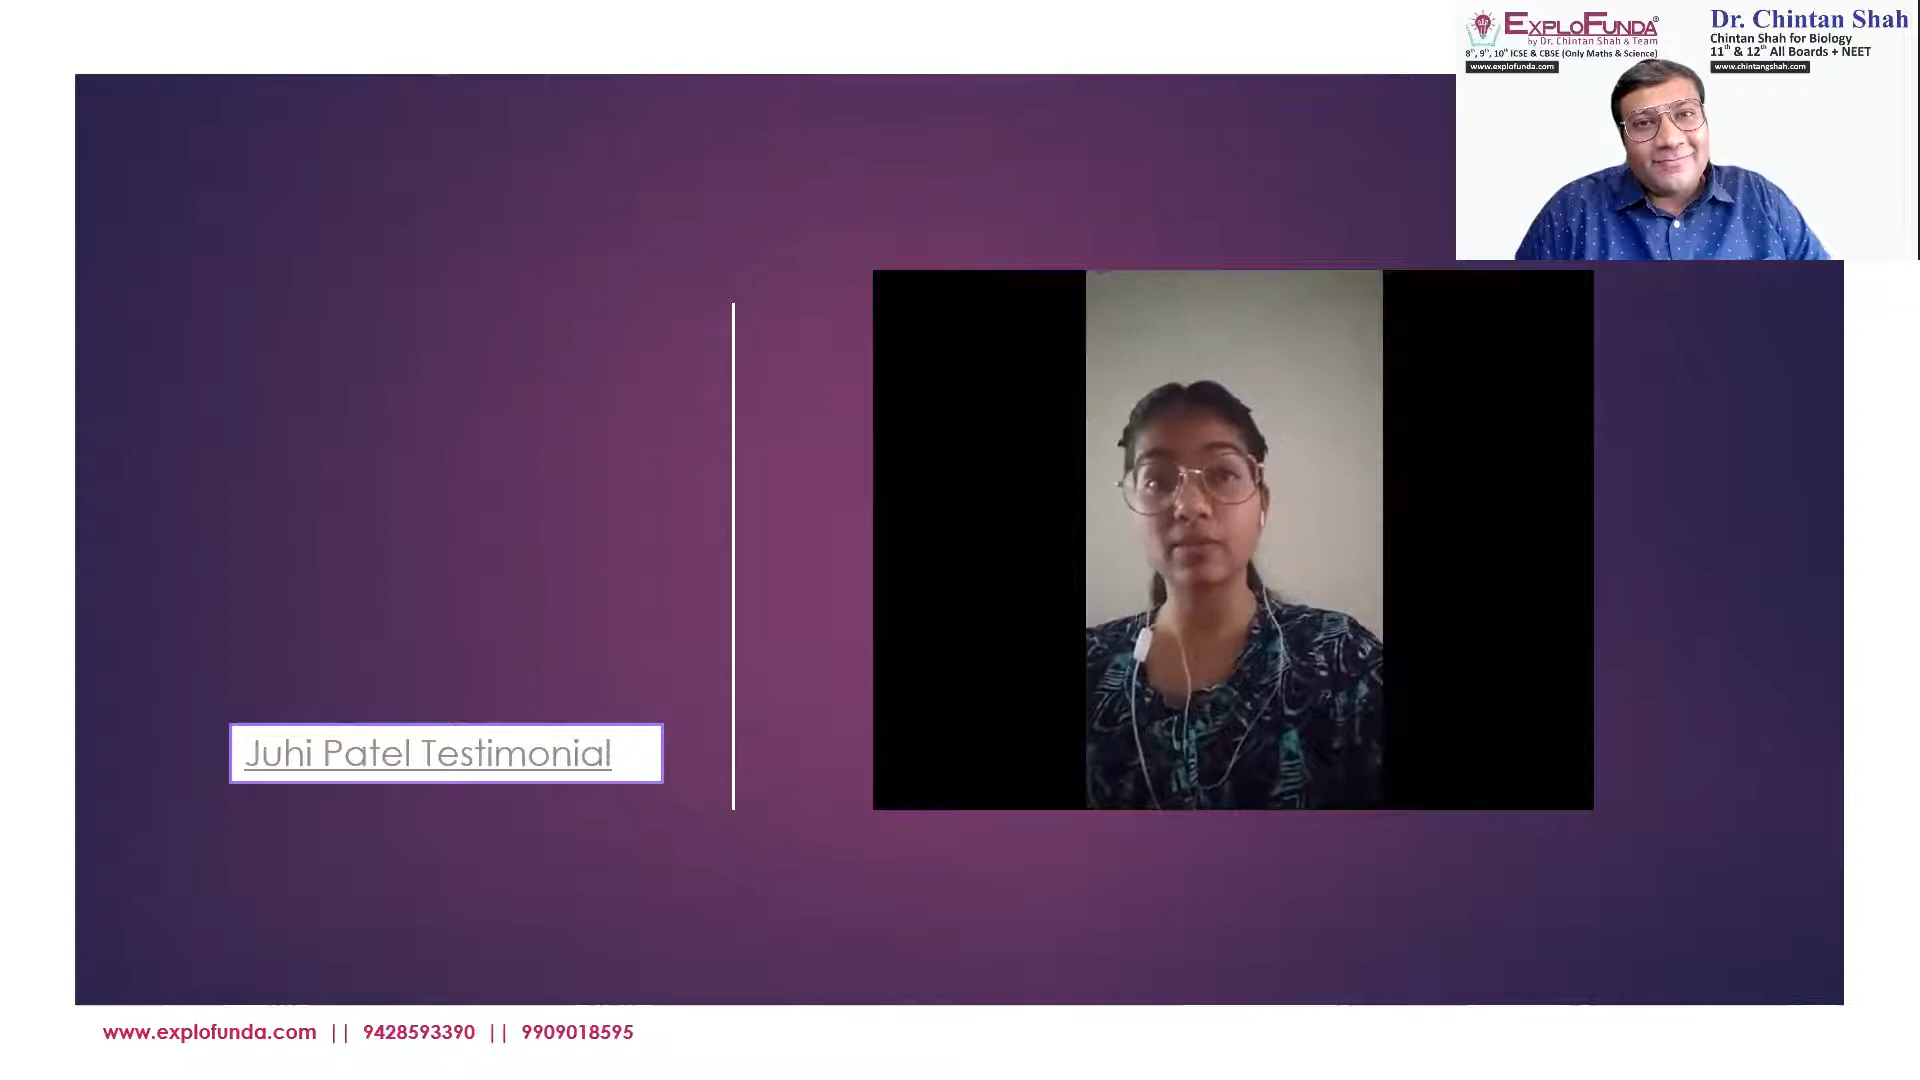 EXPLOFUNDA®
by Dr. Chintan Shah & Team
8th, 9th, 10th ICSE & CBSE (Only Maths & Science)
www.explofunda.com
Dr. Chintan Shah
Chintan Shah for Biology
11th & 12th All Boards + NEET
www.chintangshah.com
Juhi Patel Testimonial
www.explofunda.com || 9428593390 || 9909018595